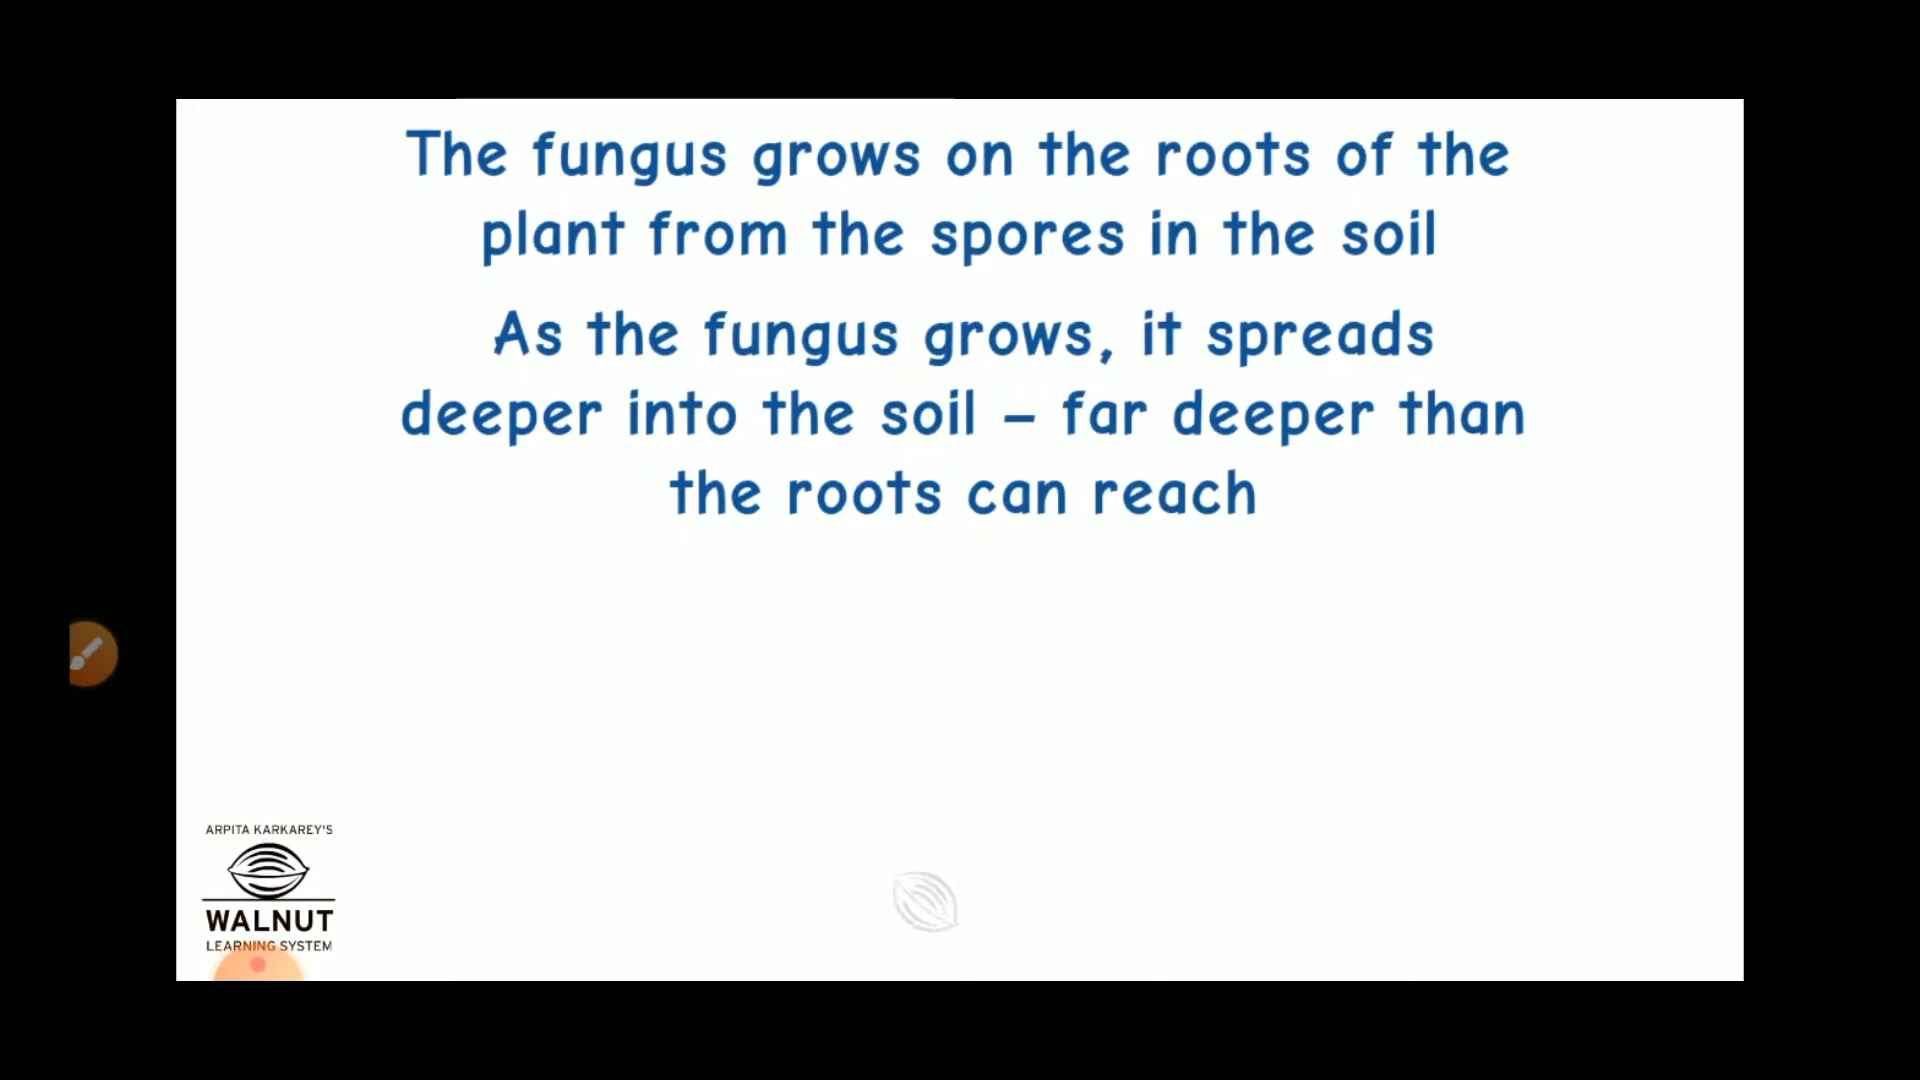 The fungus grows on the roots of the
plant from the spores in the soil
As the fungus grows, it spreads
deeper into the soil – far deeper than
the roots can reach
ARPITA KARKAREY'S
WALNUT
LEARNING SYSTEM